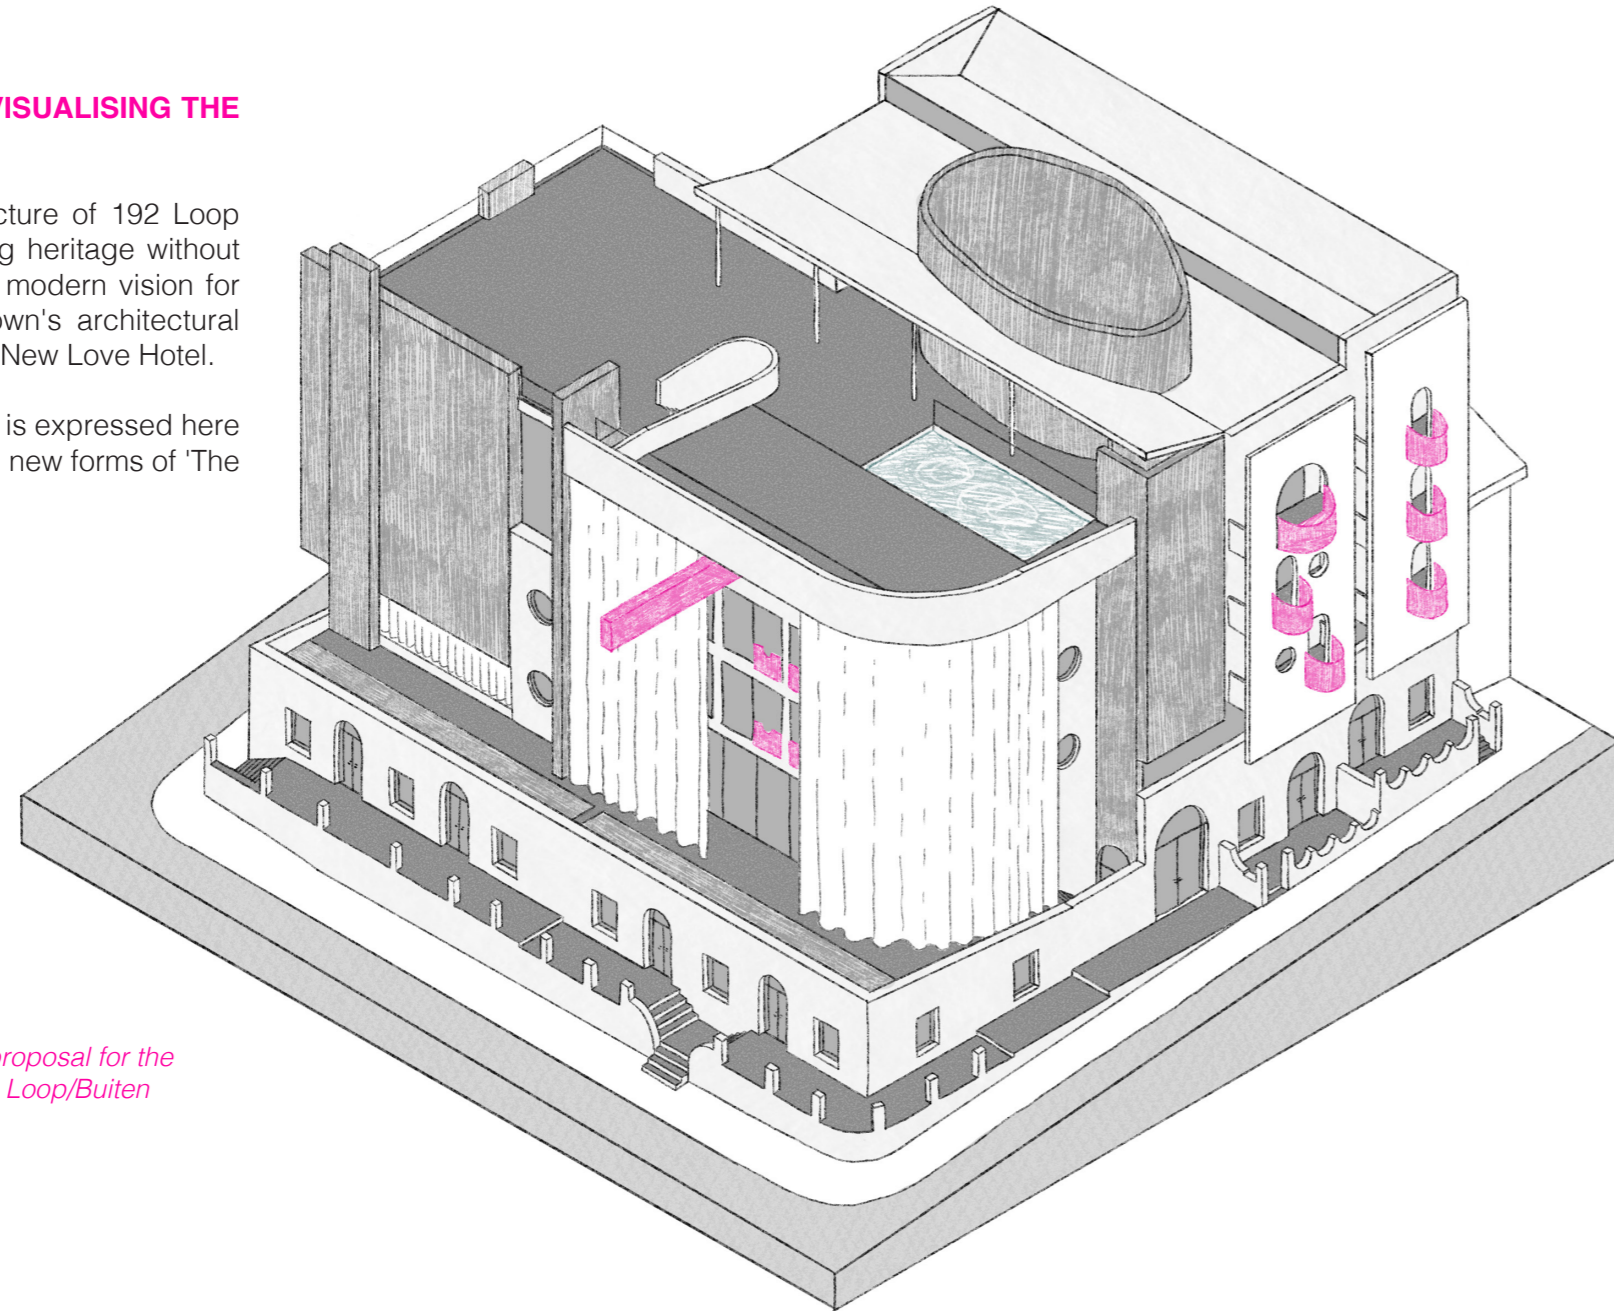 VISUALISING THE
cture of 192 Loop
g heritage without
modern vision for
own's architectural
New Love Hotel.
is expressed here
new forms of 'The
proposal for the
Loop/Buiten